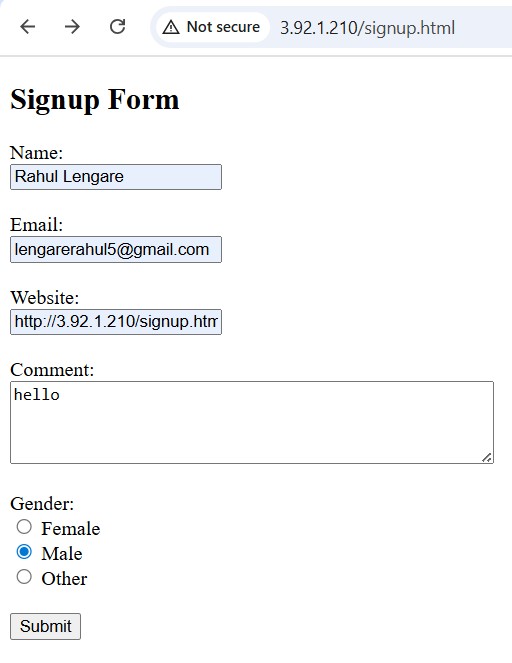 Not secure 3.92.1.210/signup.html
Signup Form
Name:
Rahul Lengare
Email:
lengarerahul5@gmail.com
Website:
http://3.92.1.210/signup.htm
Comment:
hello
Gender:
Female
Male
Other
Submit